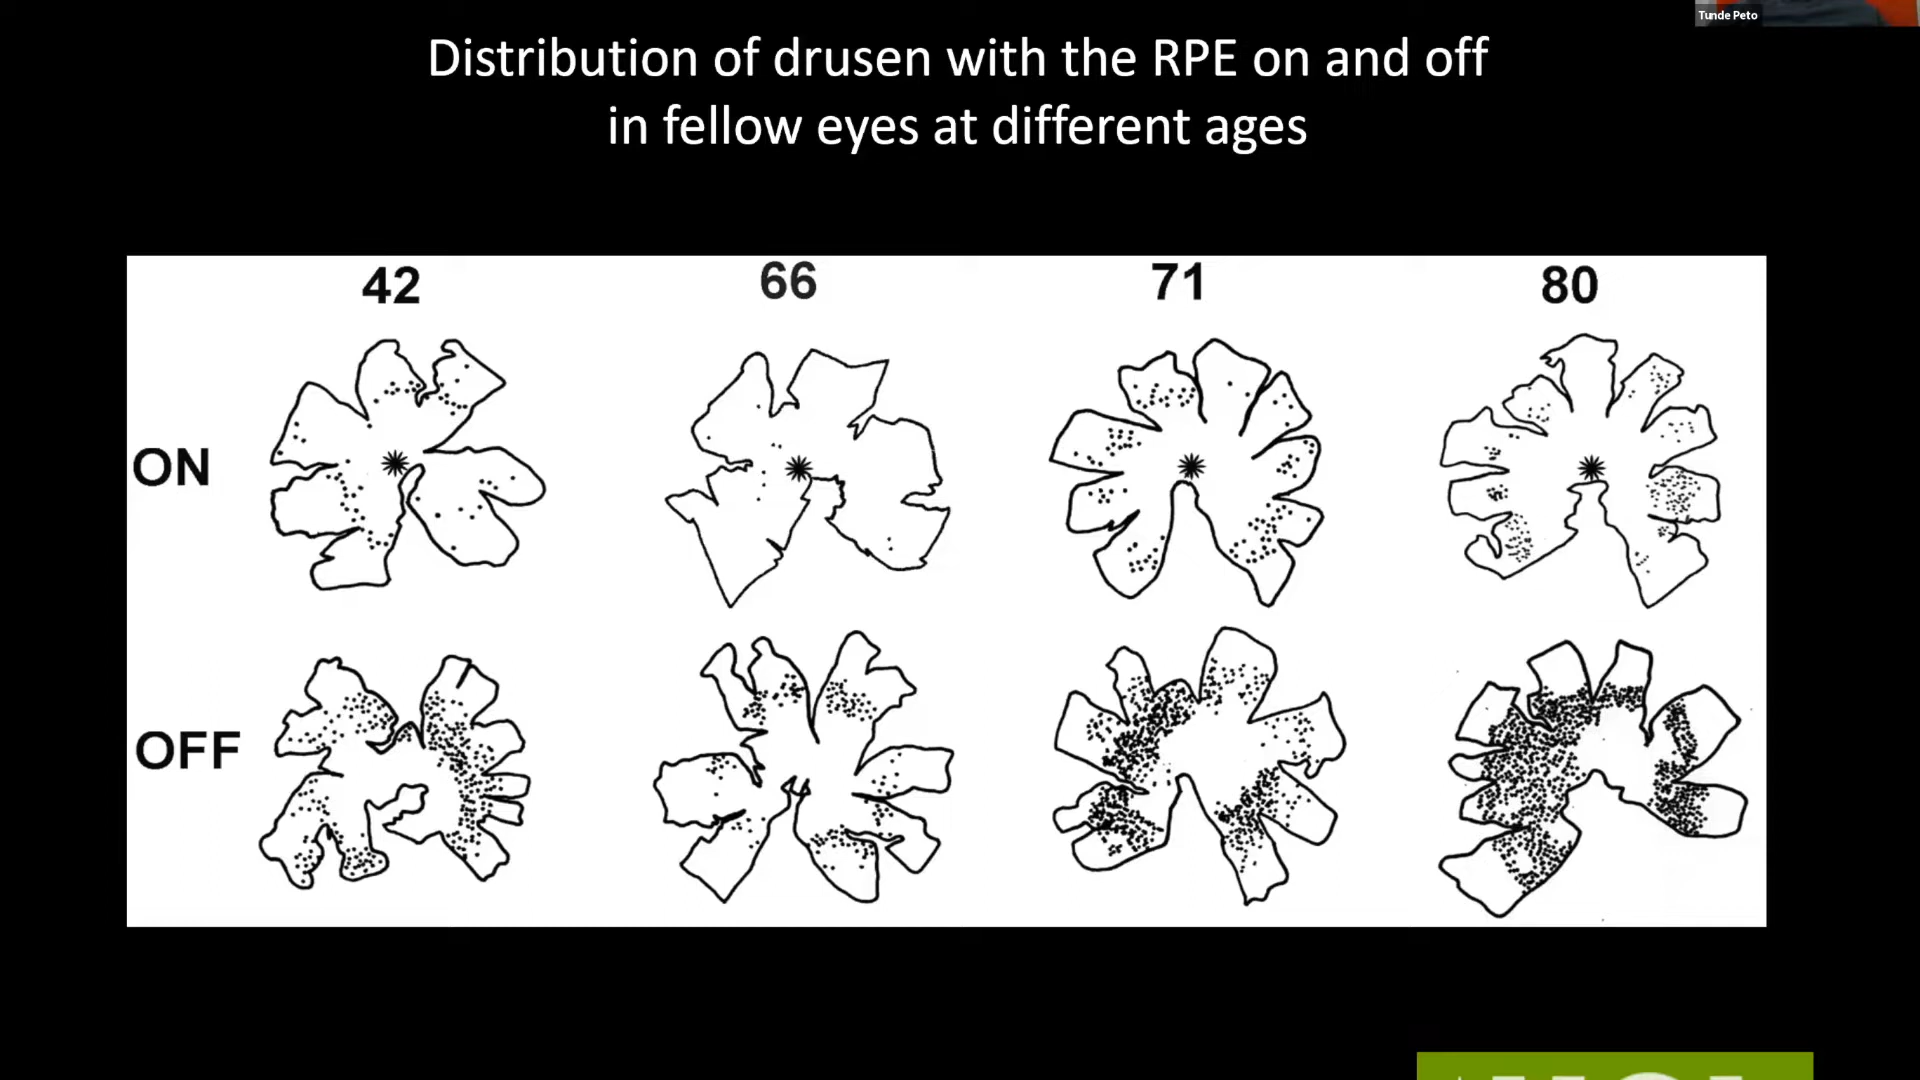 Tunde Peto
Distribution of drusen with the RPE on and off
in fellow eyes at different ages
42 66 71 80
ON
OFF